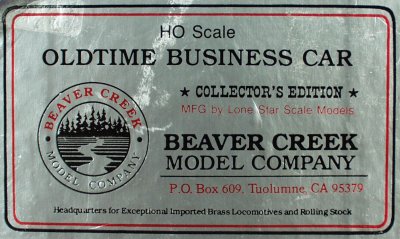 HO Scale
OLDTIME BUSINESS CAR
★ COLLECTOR'S EDITION ★
MFG by Lone Star Scale Models
• BEAVER CREEK •
MODEL COMPANY
BEAVER CREEK
MODEL COMPANY
P.O. Box 609, Tuolumne, CA 95379
Headquarters for Exceptional Imported Brass Locomotives and Rolling Stock